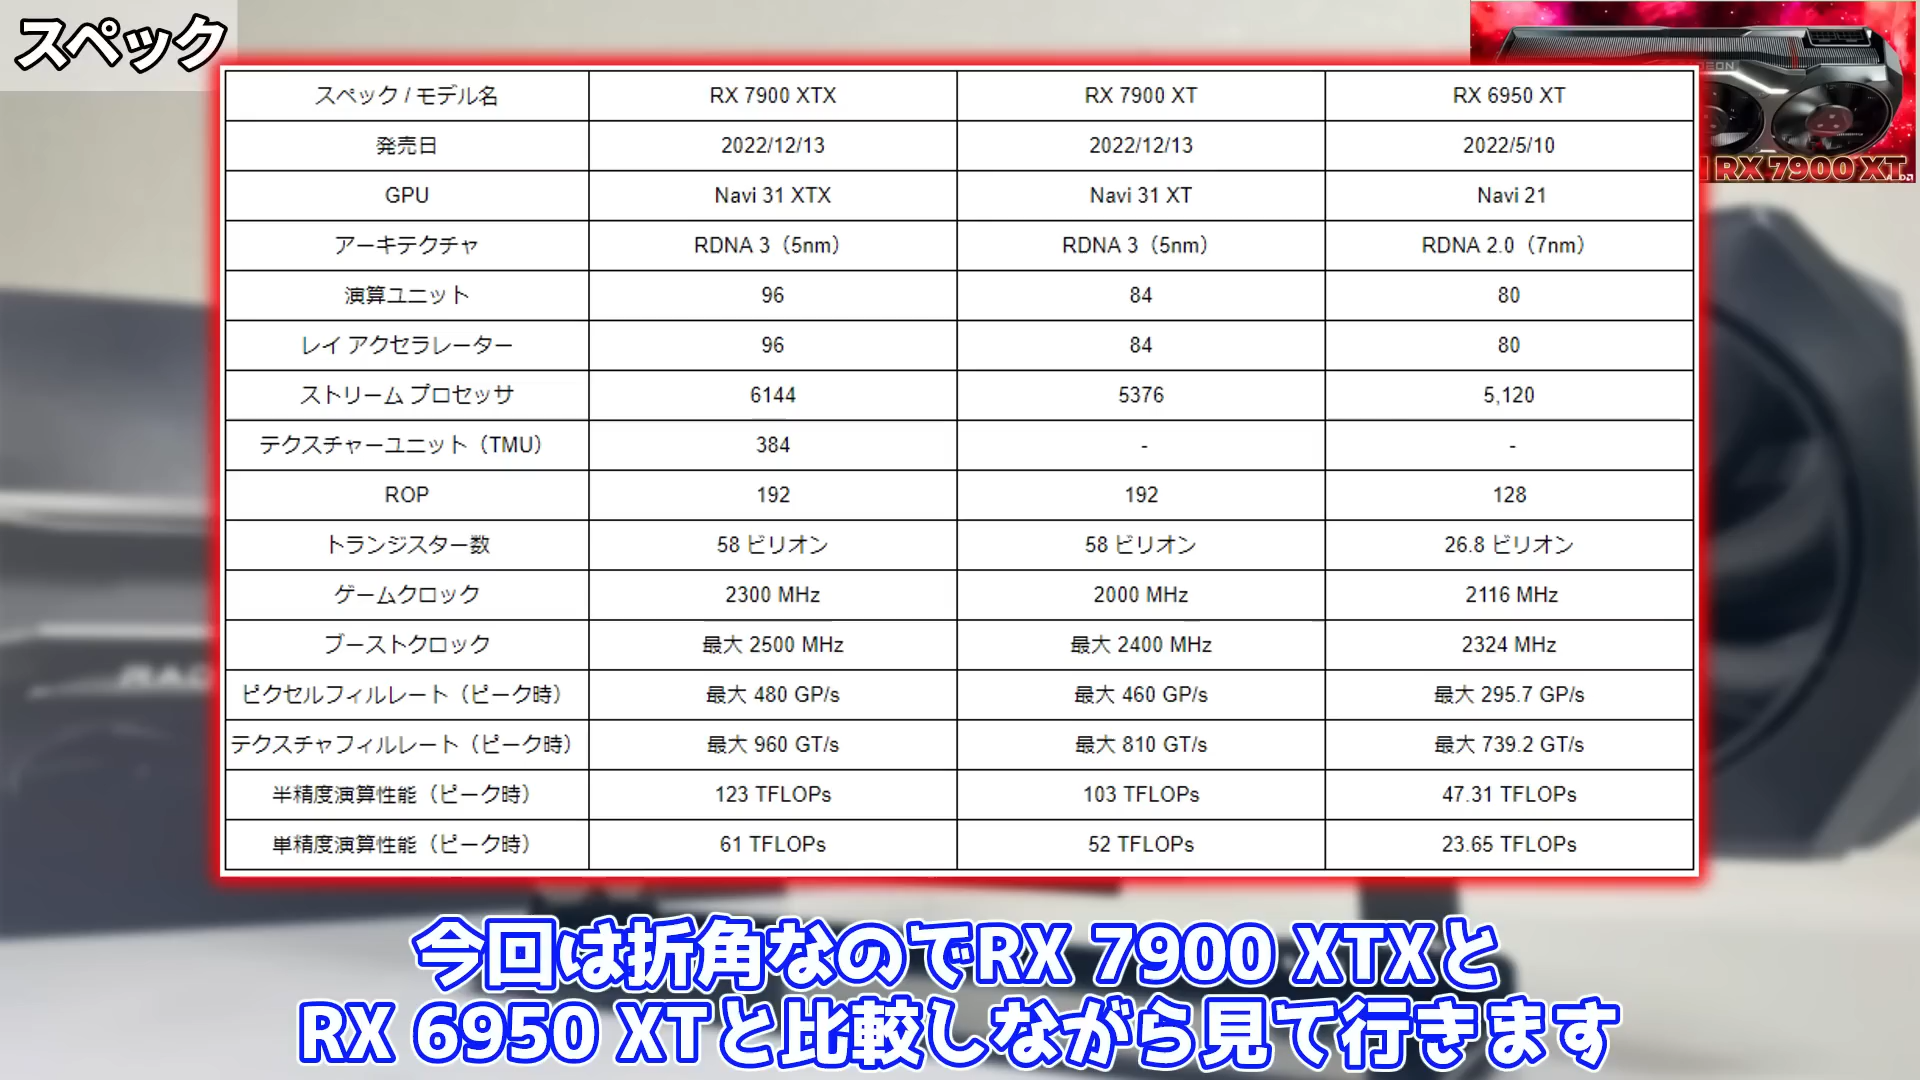 スペック
スペック / モデル名 RX 7900 XTX RX 7900 XT RX 6950 XT
発売日 2022/12/13 2022/12/13 2022/5/10
GPU Navi 31 XTX Navi 31 XT Navi 21
アーキテクチャ RDNA 3（5nm） RDNA 3（5nm） RDNA 2.0（7nm）
演算ユニット 96 84 80
レイ アクセラレーター 96 84 80
ストリーム プロセッサ 6144 5376 5,120
テクスチャーユニット（TMU） 384 - -
ROP 192 192 128
トランジスター数 58 ビリオン 58 ビリオン 26.8 ビリオン
ゲームクロック 2300 MHz 2000 MHz 2116 MHz
ブーストクロック 最大 2500 MHz 最大 2400 MHz 2324 MHz
ピクセルフィルレート（ピーク時） 最大 480 GP/s 最大 460 GP/s 最大 295.7 GP/s
テクスチャフィルレート（ピーク時） 最大 960 GT/s 最大 810 GT/s 最大 739.2 GT/s
半精度演算性能（ピーク時） 123 TFLOPs 103 TFLOPs 47.31 TFLOPs
単精度演算性能（ピーク時） 61 TFLOPs 52 TFLOPs 23.65 TFLOPs
RX 7900 XT
今回は折角なのでRX 7900 XTXと
RX 6950 XTと比較しながら見て行きます